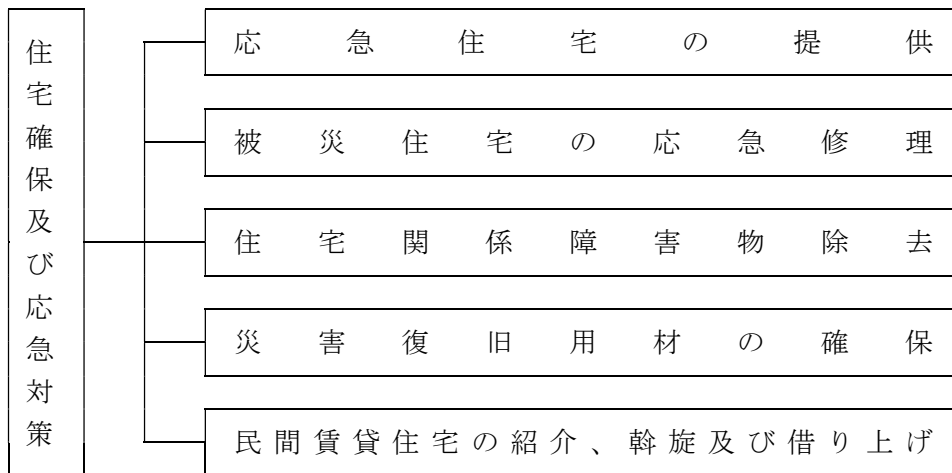 住宅確保及び応急対策
応急住宅の提供
被災住宅の応急修理
住宅関係障害物除去
災害復旧用材の確保
民間賃貸住宅の紹介、斡旋及び借り上げ